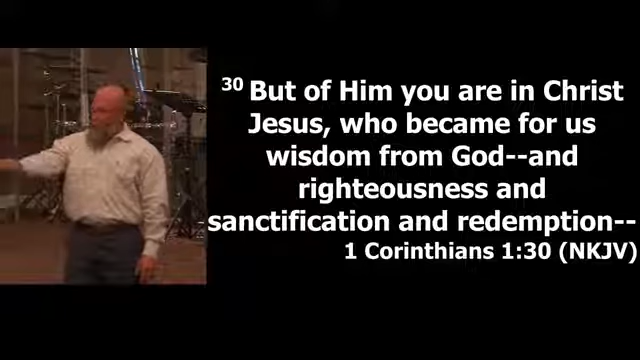 30 But of Him you are in Christ
Jesus, who became for us
wisdom from God--and
righteousness and
sanctification and redemption--
1 Corinthians 1:30 (NKJV)